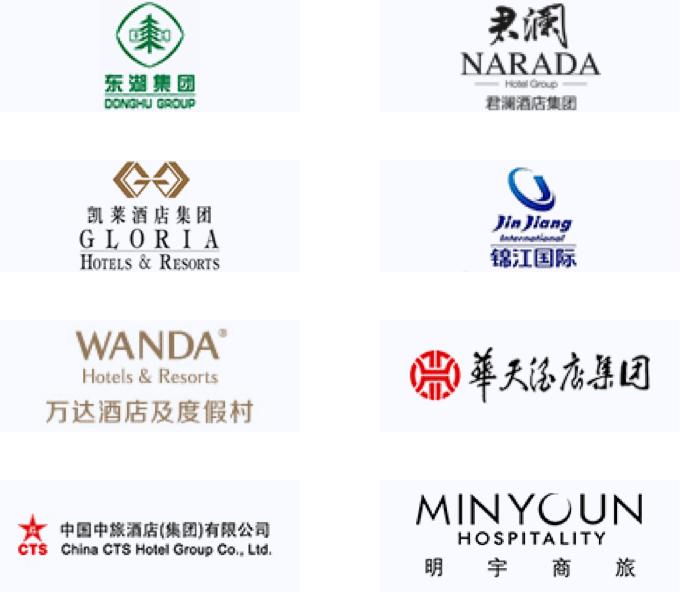 东湖集团
DONGHU GROUP
君澜
NARADA
Hotel Group
君澜酒店集团
凯莱酒店集团
GLORIA
HOTELS & RESORTS
Jin Jiang
International
锦江国际
WANDA®
Hotels & Resorts
万达酒店及度假村
華天酒店集团
CTS
中国中旅酒店(集团)有限公司
China CTS Hotel Group Co., Ltd.
MINYOUN
HOSPITALITY
明宇商旅